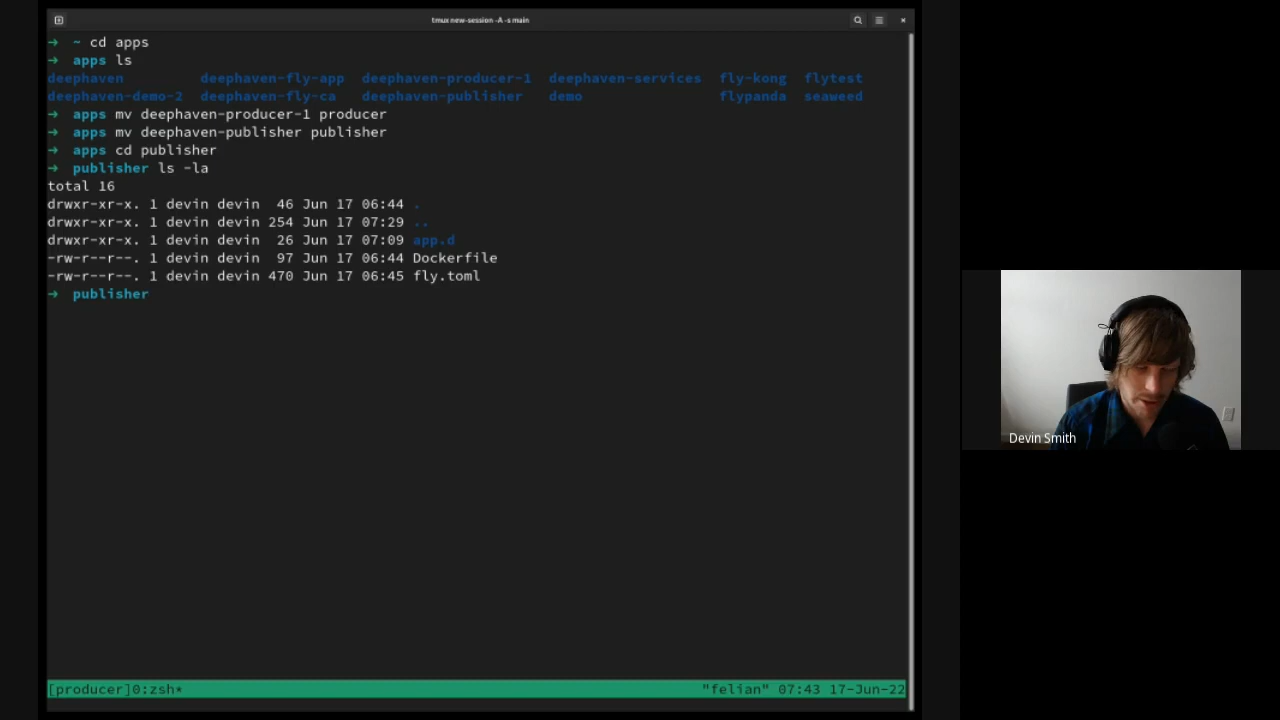 tmux new-session -A -s main
→ ~ cd apps
→ apps ls
deephaven deephaven-fly-app deephaven-producer-1 deephaven-services fly-kong flytest
deephaven-demo-2 deephaven-fly-ca deephaven-publisher demo flypanda seaweed
→ apps mv deephaven-producer-1 producer
→ apps mv deephaven-publisher publisher
→ apps cd publisher
→ publisher ls -la
total 16
drwxr-xr-x. 1 devin devin 46 Jun 17 06:44 .
drwxr-xr-x. 1 devin devin 254 Jun 17 07:29 ..
drwxr-xr-x. 1 devin devin 26 Jun 17 07:09 app.d
-rw-r--r--. 1 devin devin 97 Jun 17 06:44 Dockerfile
-rw-r--r--. 1 devin devin 470 Jun 17 06:45 fly.toml
→ publisher
Devin Smith
[producer]0:zsh* "felian" 07:43 17-Jun-22